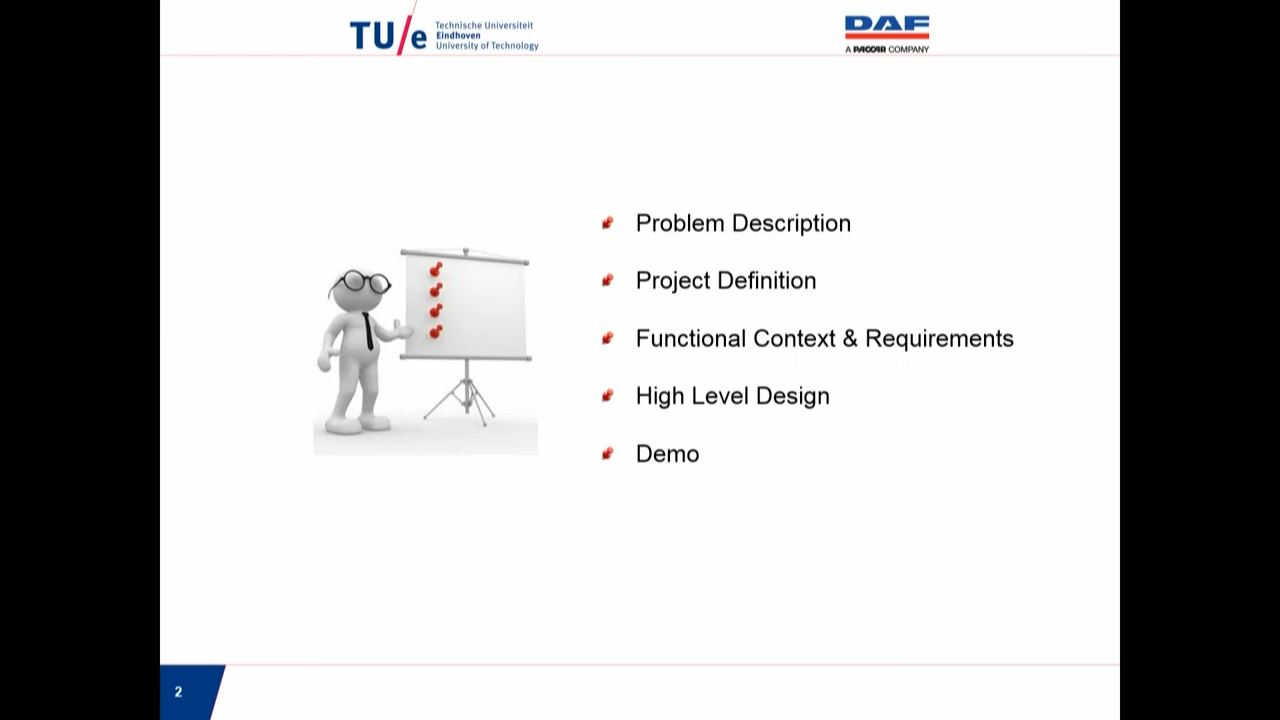 TU/e
Technische Universiteit
Eindhoven
University of Technology
DAF
A PACCAR COMPANY
Problem Description
Project Definition
Functional Context & Requirements
High Level Design
Demo
2